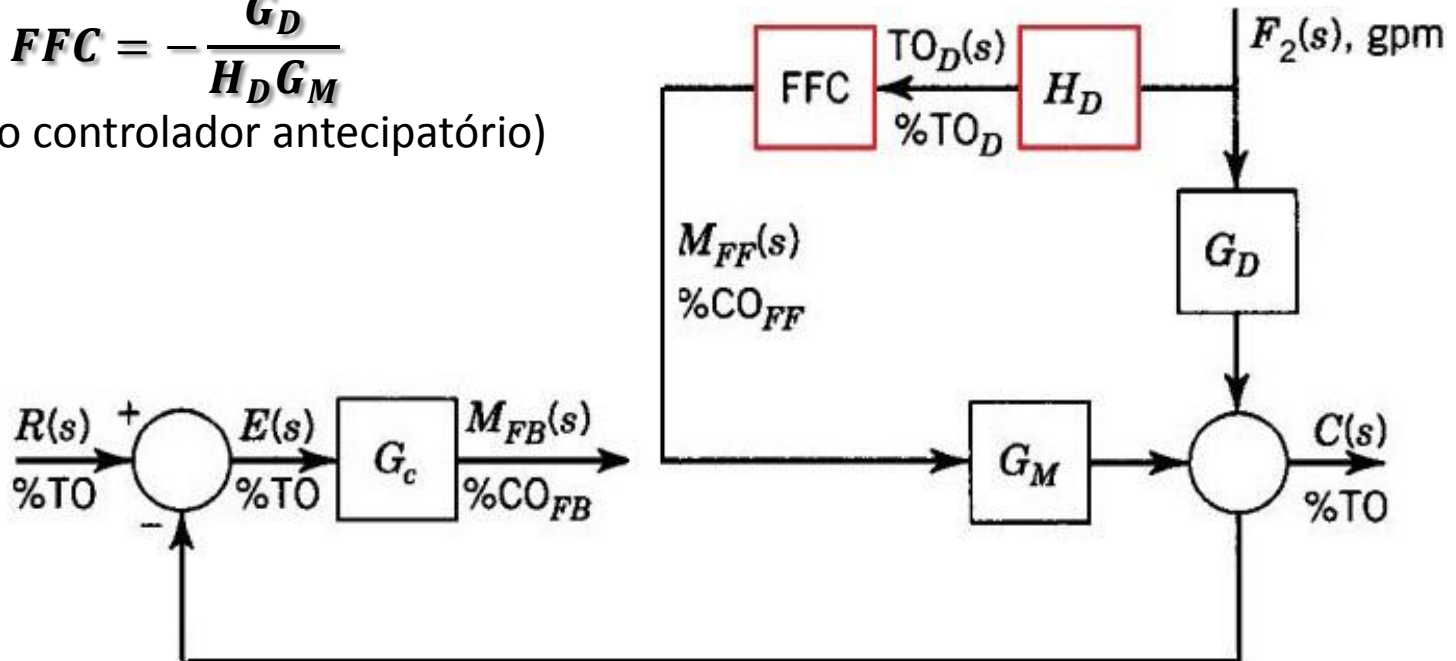 FFC = − G_D / H_D G_M
o controlador antecipatório)
TO_D(s)
F_2(s), gpm
FFC
H_D
%TO_D
M_FF(s)
%CO_FF
G_D
R(s)
+
E(s)
M_FB(s)
C(s)
G_c
G_M
%TO
−
%TO
%CO_FB
%TO